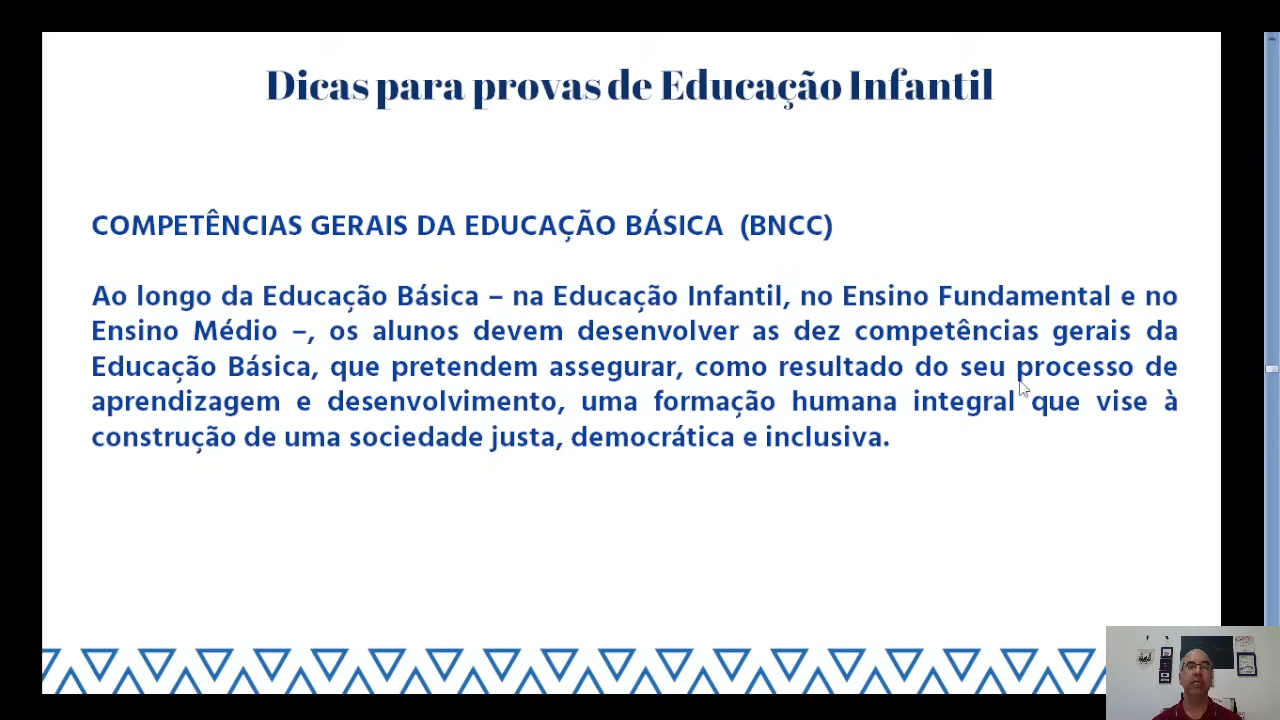 Dicas para provas de Educação Infantil
COMPETÊNCIAS GERAIS DA EDUCAÇÃO BÁSICA (BNCC)
Ao longo da Educação Básica – na Educação Infantil, no Ensino Fundamental e no
Ensino Médio –, os alunos devem desenvolver as dez competências gerais da
Educação Básica, que pretendem assegurar, como resultado do seu processo de
aprendizagem e desenvolvimento, uma formação humana integral que vise à
construção de uma sociedade justa, democrática e inclusiva.